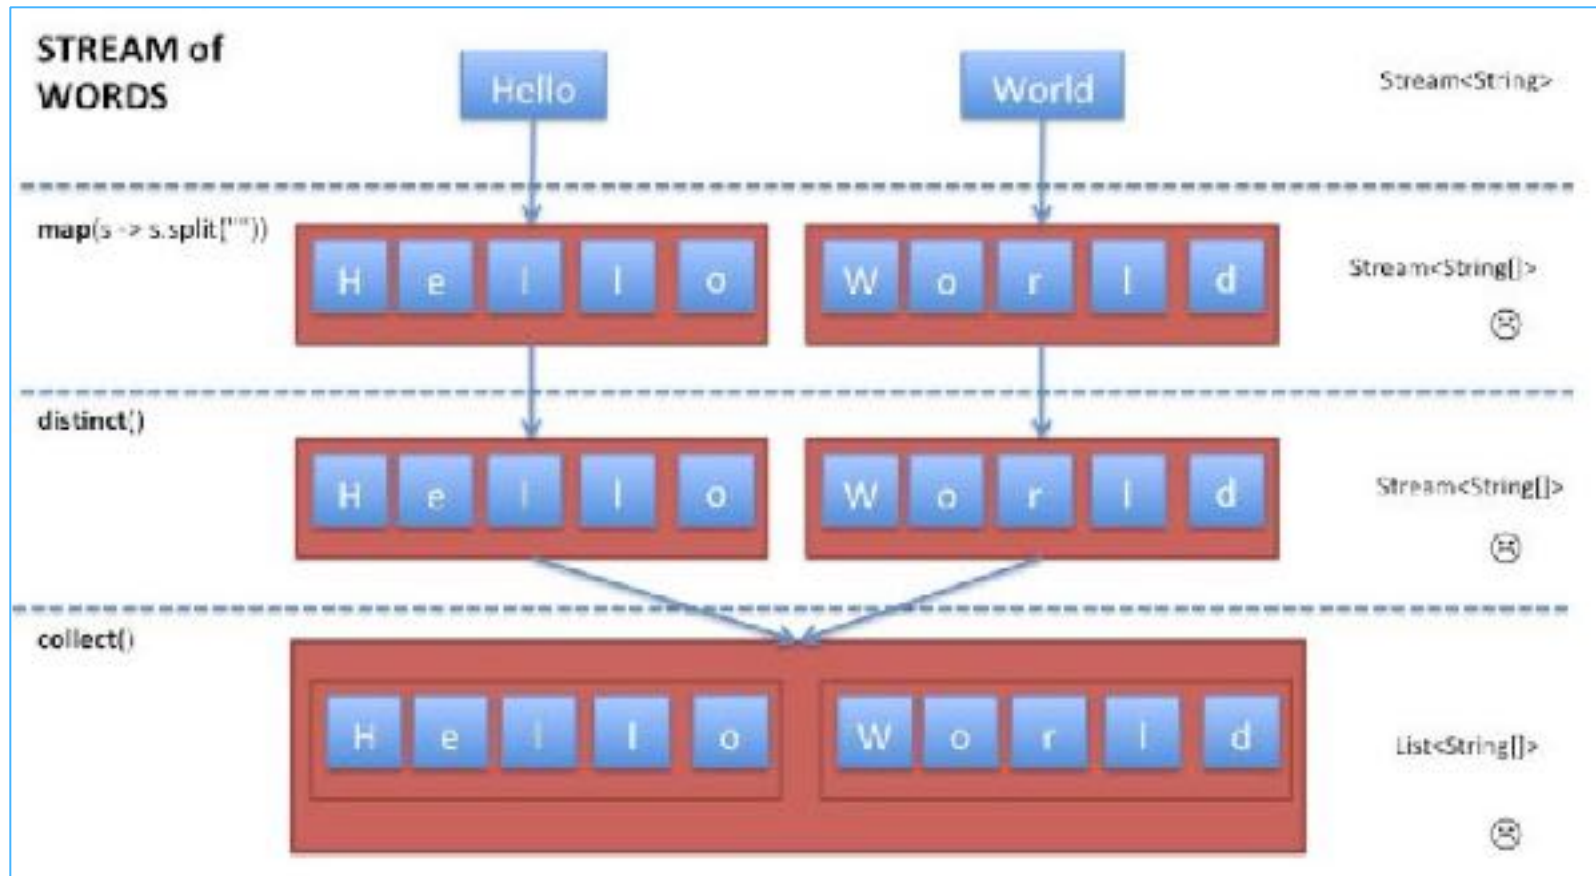 STREAM of
WORDS
Hello
World
Stream<String>
map(s -> s.split(""))
H e l l o
W o r l d
Stream<String[]>
☹
distinct()
H e l l o
W o r l d
Stream<String[]>
☹
collect()
H e l l o
W o r l d
List<String[]>
☹